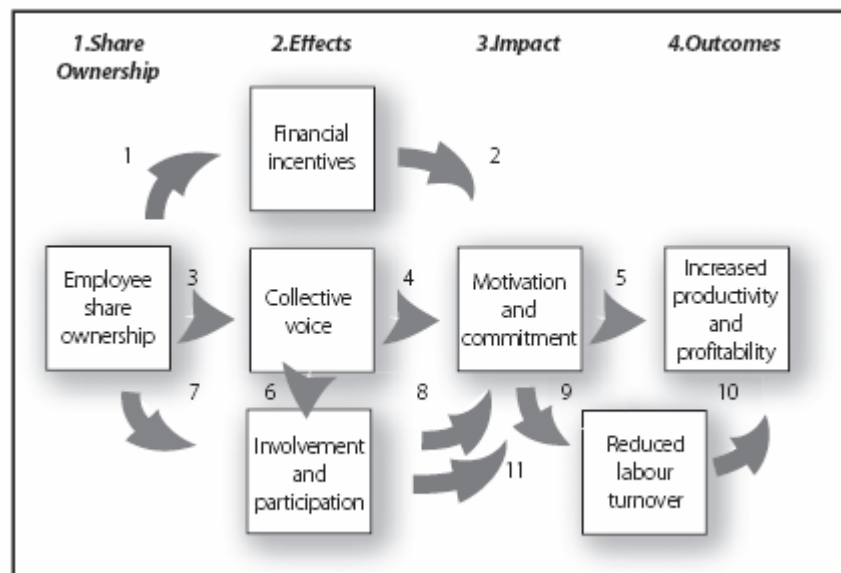 1.Share
Ownership
2.Effects
3.Impact
4.Outcomes
Financial
incentives
1
2
Employee
share
ownership
3
Collective
voice
4
Motivation
and
commitment
5
Increased
productivity
and
profitability
7
6
8
9
10
Involvement
and
participation
11
Reduced
labour
turnover